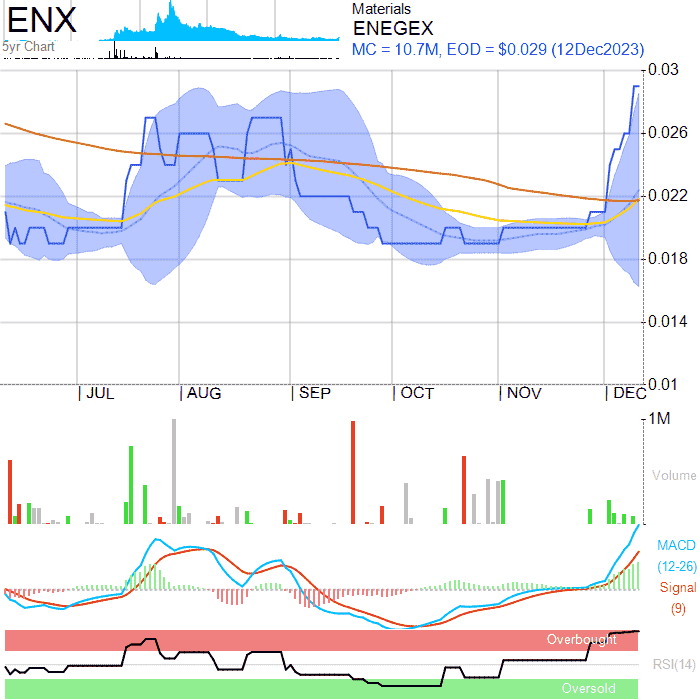 ENX
5yr Chart
Materials
ENEGEX
MC = 10.7M, EOD = $0.029 (12Dec2023)
0.03
0.026
0.022
0.018
0.014
0.01
JUL AUG SEP OCT NOV DEC
1M
Volume
MACD
(12-26)
Signal
(9)
Overbought
RSI(14)
Oversold